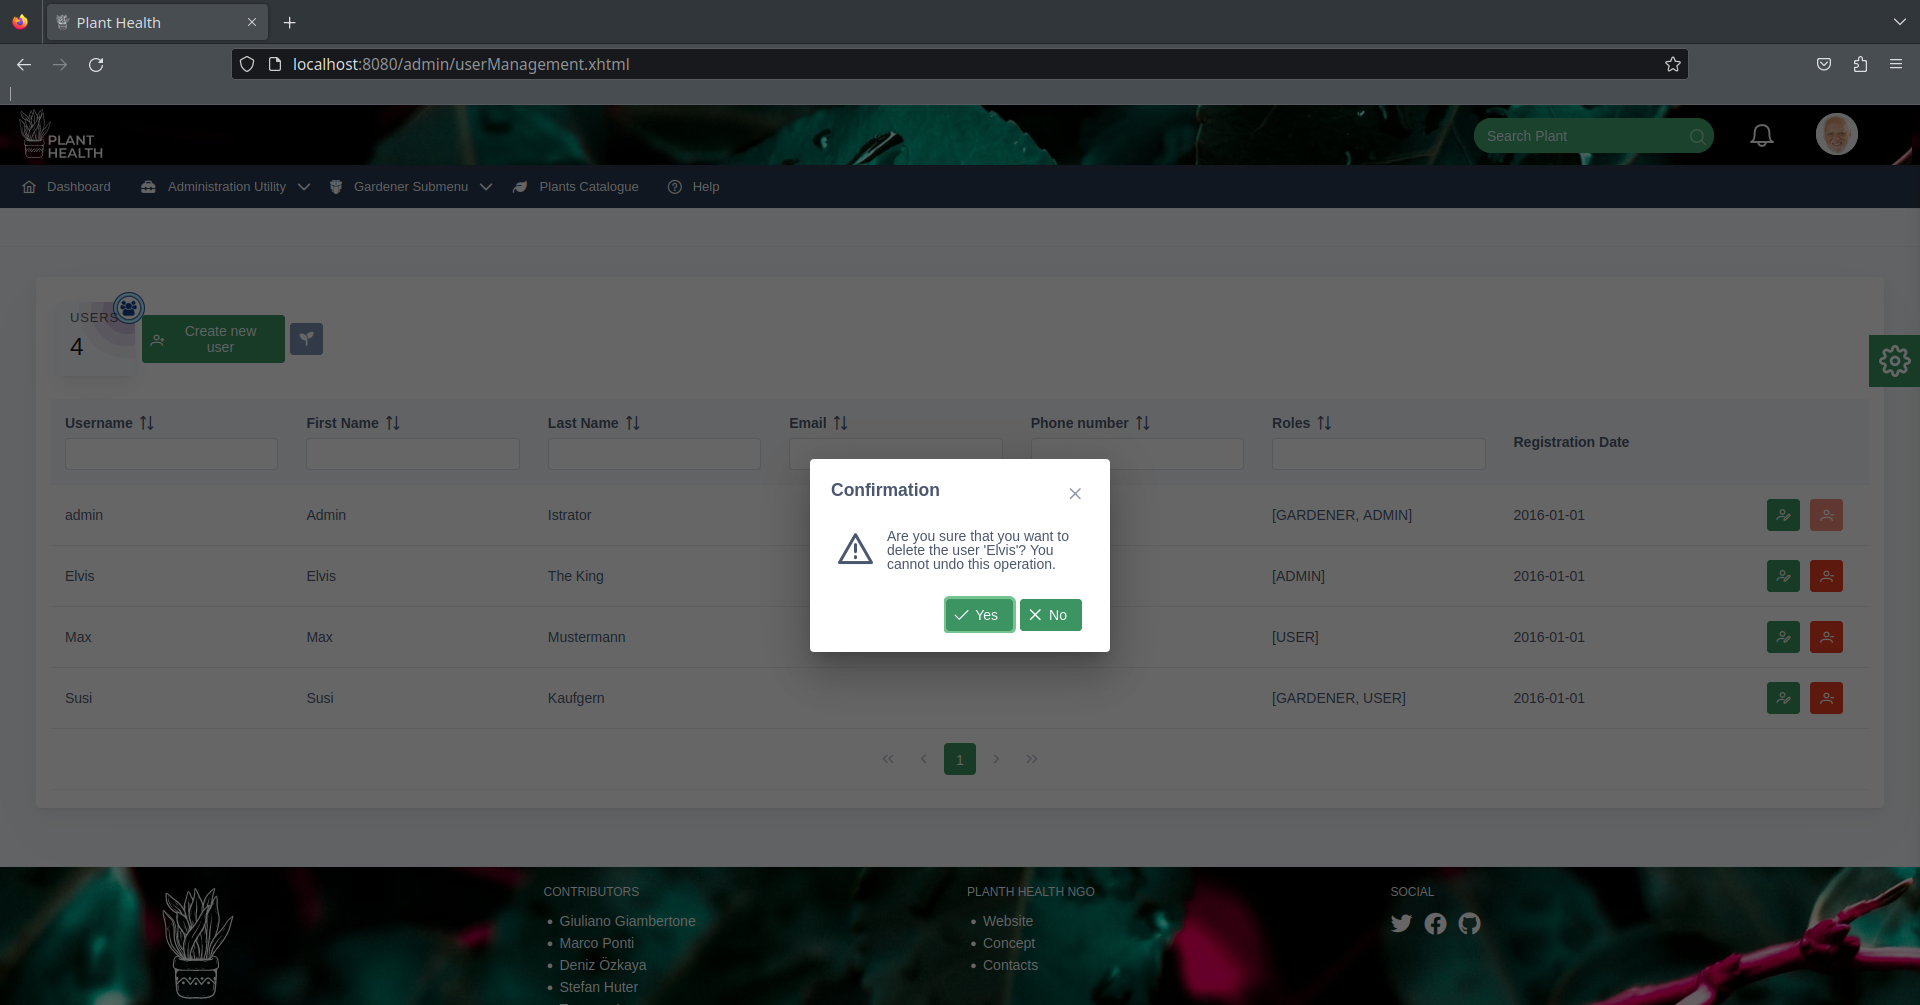 Plant Health
localhost:8080/admin/userManagement.xhtml
PLANT
HEALTH
Search Plant
Dashboard
Administration Utility
Gardener Submenu
Plants Catalogue
Help
USERS
4
Create new
user
Username
First Name
Last Name
Email
Phone number
Roles
Registration Date
admin Admin Istrator [GARDENER, ADMIN] 2016-01-01
Elvis Elvis The King [ADMIN] 2016-01-01
Max Max Mustermann [USER] 2016-01-01
Susi Susi Kaufgern [GARDENER, USER] 2016-01-01
Confirmation
Are you sure that you want to
delete the user 'Elvis'? You
cannot undo this operation.
Yes
No
1
CONTRIBUTORS
Giuliano Giambertone
Marco Ponti
Deniz Özkaya
Stefan Huter
PLANTH HEALTH NGO
Website
Concept
Contacts
SOCIAL